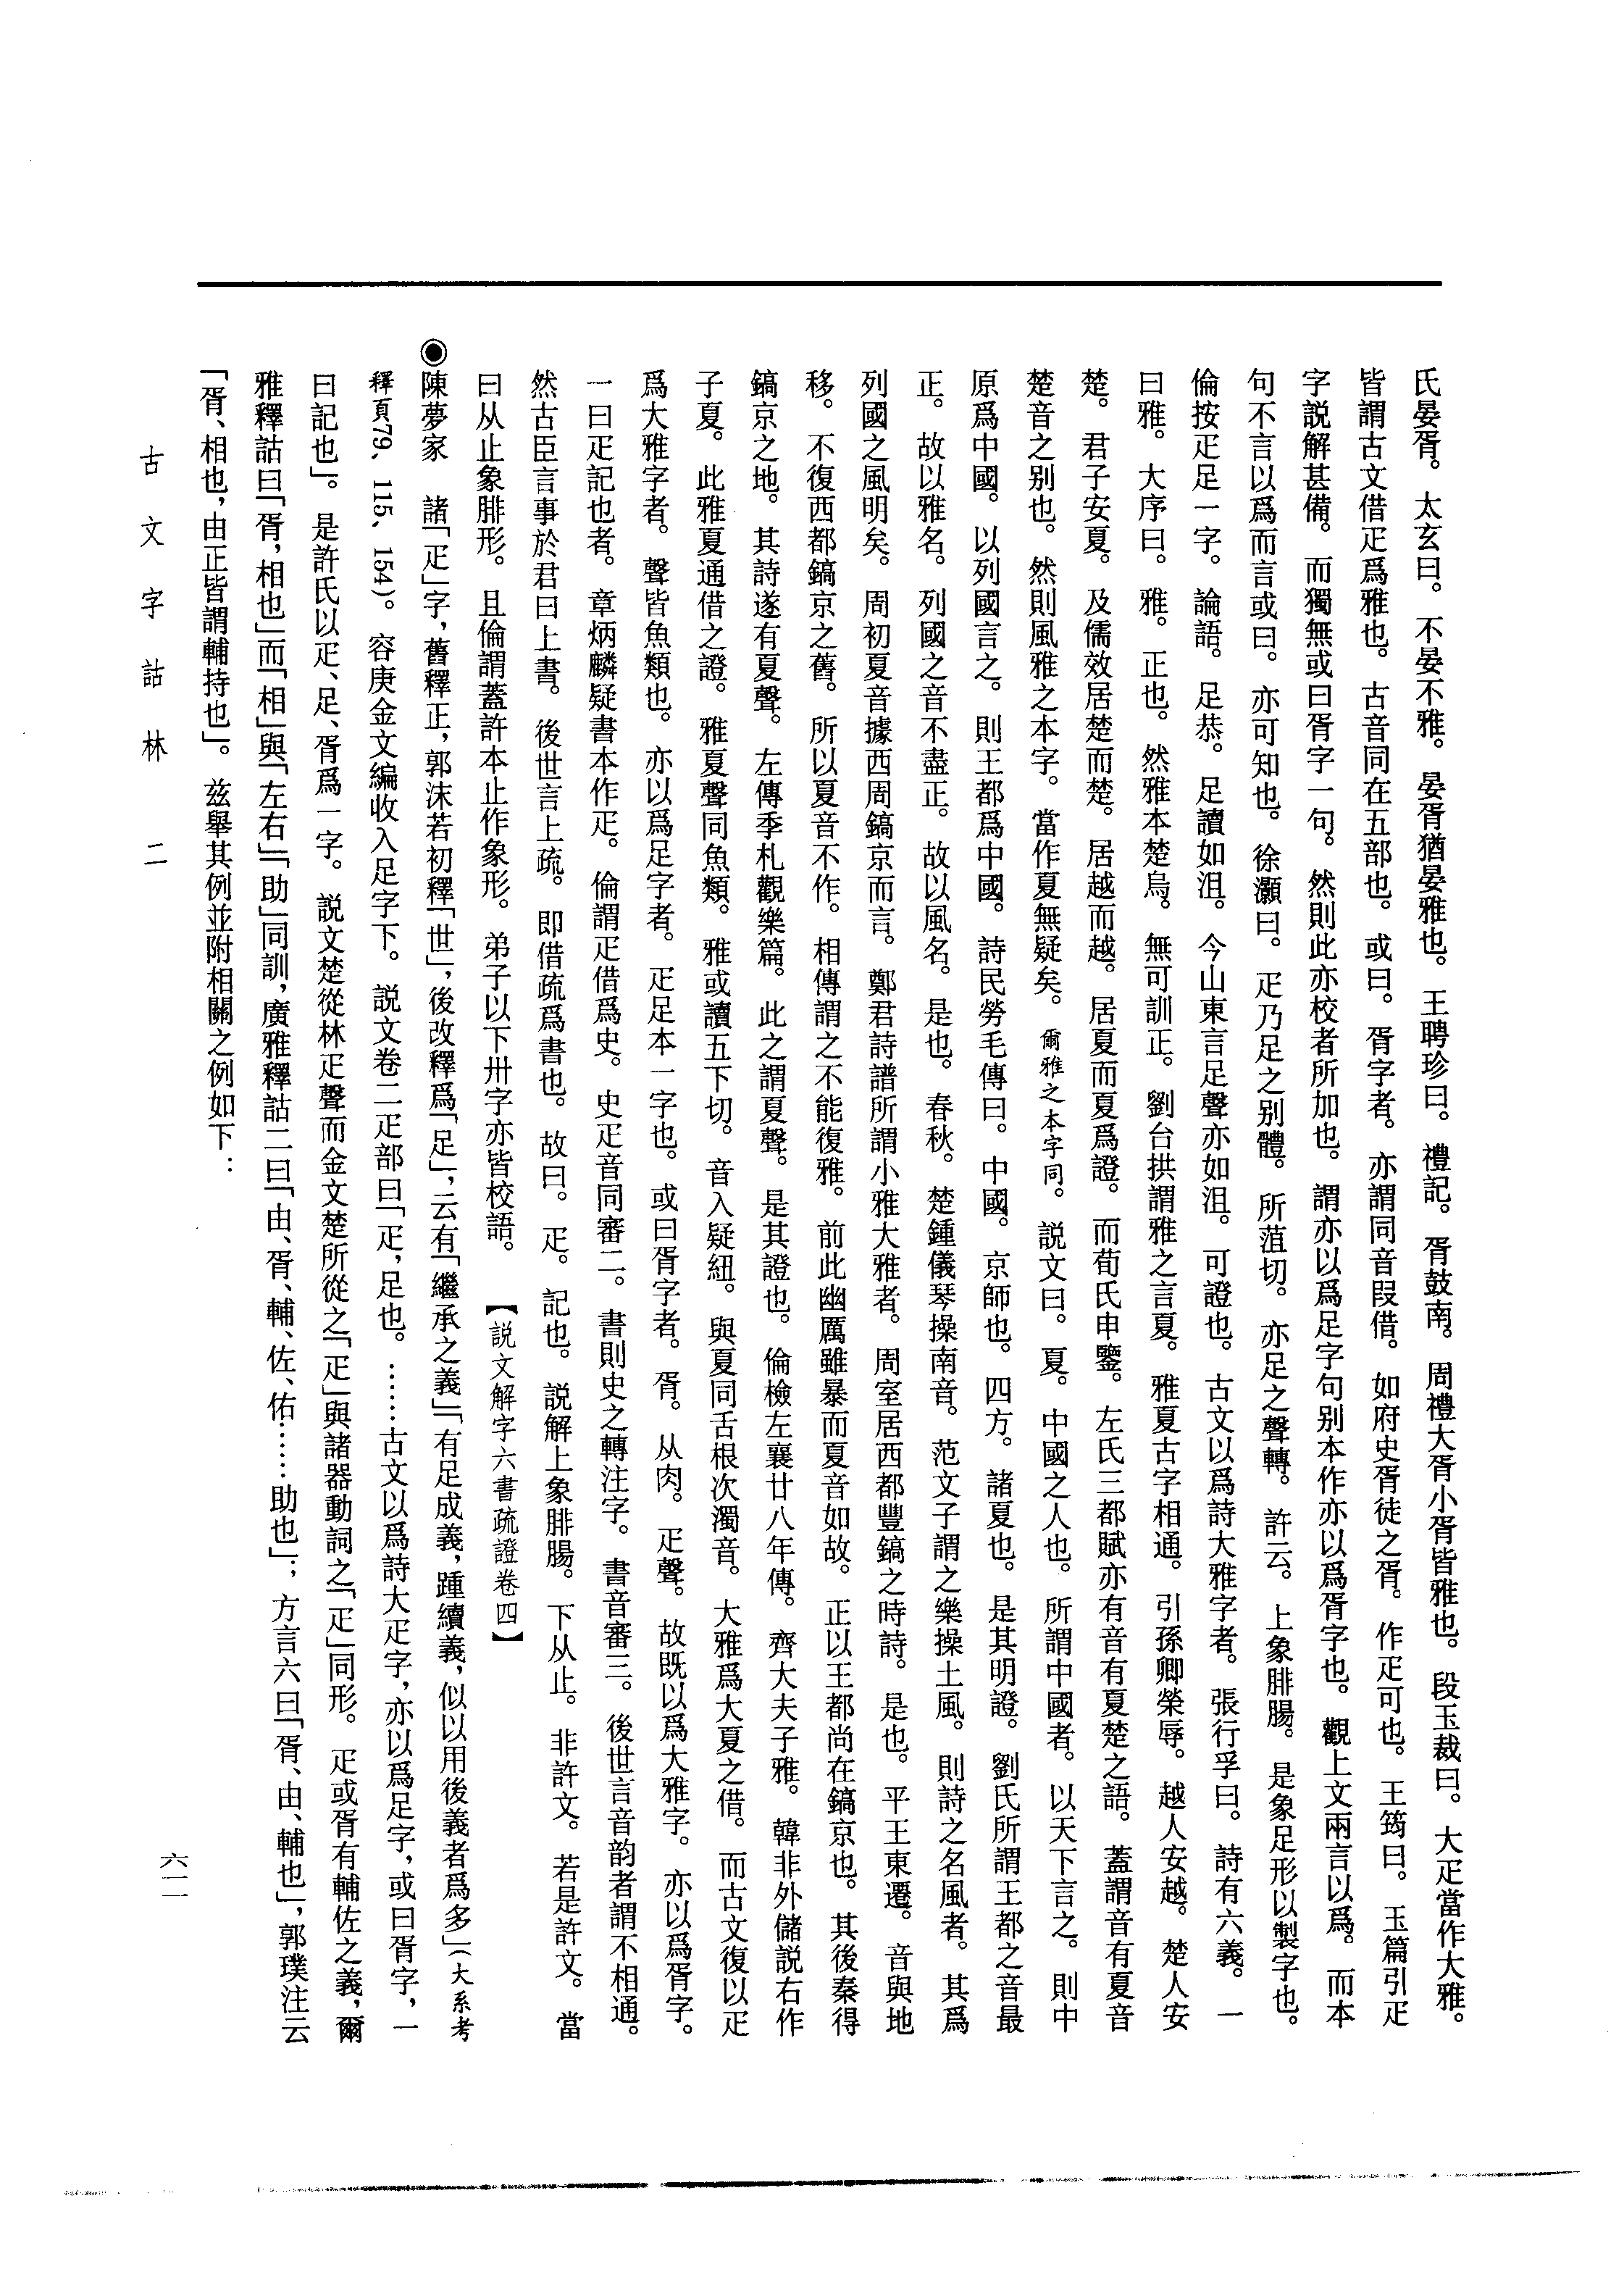 氏晏胥。太玄曰。不晏不雅。晏胥猶晏雅也。王聘珍曰。禮記。胥鼓南。周禮大胥小胥皆雅也。段玉裁曰。大疋當作大雅。
皆謂古文借疋爲雅也。古音同在五部也。或曰。胥字者。亦謂同音叚借。如府史胥徒之胥。作疋可也。王筠曰。玉篇引疋
字説解甚備。而獨無或曰胥字一句。然則此亦校者所加也。謂亦以爲足字句别本作亦以爲胥字也。觀上文兩言以爲。而本
句不言以爲而言或曰。亦可知也。徐灝曰。疋乃足之别體。所菹切。亦足之聲轉。許云。上象腓腸。是象足形以製字也。
倫按疋足一字。論語。足恭。足讀如沮。今山東言足聲亦如沮。可證也。古文以爲詩大雅字者。張行孚曰。詩有六義。一
曰雅。大序曰。雅。正也。然雅本楚烏。無可訓正。劉台拱謂雅之言夏。雅夏古字相通。引孫卿榮辱。越人安越。楚人安
楚。君子安夏。及儒效居楚而楚。居越而越。居夏而夏爲證。而荀氏申鑒。左氏三都賦亦有音有夏楚之語。蓋謂音有夏音
楚音之别也。然則風雅之本字。當作夏無疑矣。爾雅之本字同。説文曰。夏。中國之人也。所謂中國者。以天下言之。則中
原爲中國。以列國言之。則王都爲中國。詩民勞毛傳曰。中國。京師也。四方。諸夏也。是其明證。劉氏所謂王都之音最
正。故以雅名。列國之音不盡正。故以風名。是也。春秋。楚鍾儀琴操南音。范文子謂之樂操土風。則詩之名風者。其爲
列國之風明矣。周初夏音據西周鎬京而言。鄭君詩譜所謂小雅大雅者。周室居西都豐鎬之時詩。是也。平王東遷。音與地
移。不復西都鎬京之舊。所以夏音不作。相傳謂之不能復雅。前此幽厲雖暴而夏音如故。正以王都尚在鎬京也。其後秦得
鎬京之地。其詩遂有夏聲。左傳季札觀樂篇。此之謂夏聲。是其證也。倫檢左襄廿八年傳。齊大夫子雅。韓非外儲説右作
子夏。此雅夏通借之證。雅夏聲同魚類。雅或讀五下切。音入疑紐。與夏同舌根次濁音。大雅爲大夏之借。而古文復以疋
爲大雅字者。聲皆魚類也。亦以爲足字者。疋足本一字也。或曰胥字者。胥。从肉。疋聲。故既以爲大雅字。亦以爲胥字。
一曰疋記也者。章炳麟疑書本作疋。倫謂疋借爲史。史疋音同審二。書則史之轉注字。書音審三。後世言音韵者謂不相通。
然古臣言事於君曰上書。後世言上疏。即借疏爲書也。故曰。疋。記也。説解上象腓腸。下从止。非許文。若是許文。當
曰从止象腓形。且倫謂蓋許本止作象形。弟子以下卅字亦皆校語。【説文解字六書疏證卷四】
◉陳夢家　諸「疋」字，舊釋正，郭沫若初釋「世」，後改釋爲「足」，云有「繼承之義」「有足成義，踵續義，似以用後義者爲多」（大系考
釋頁79、115、154）。容庚金文編收入足字下。説文卷二疋部曰「疋，足也。……古文以爲詩大疋字，亦以爲足字，或曰胥字，一
曰記也」。是許氏以疋、足、胥爲一字。説文楚從林疋聲而金文楚所從之「疋」與諸器動詞之「疋」同形。疋或胥有輔佐之義，爾
雅釋詁曰「胥，相也」而「相」與「左右」「助」同訓，廣雅釋詁二曰「由、胥、輔、佐、佑……助也」；方言六曰「胥、由、輔也」，郭璞注云
「胥、相也，由正皆謂輔持也」。兹舉其例並附相關之例如下：
古文字詁林　二
六二